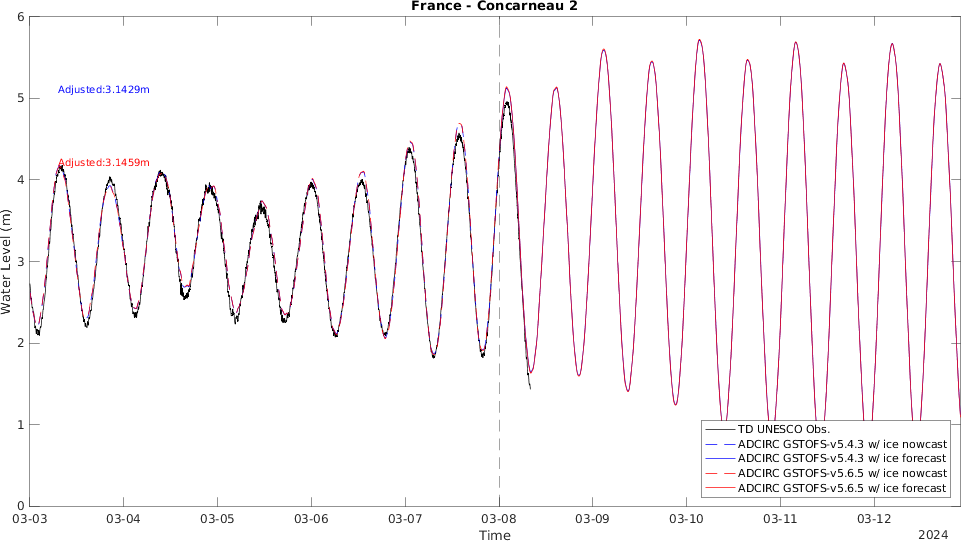 France - Concarneau 2
6
5
4
3
2
1
0
Water Level (m)
Adjusted:3.1429m
Adjusted:3.1459m
TD UNESCO Obs.
ADCIRC GSTOFS-v5.4.3 w/ ice nowcast
ADCIRC GSTOFS-v5.4.3 w/ ice forecast
ADCIRC GSTOFS-v5.6.5 w/ ice nowcast
ADCIRC GSTOFS-v5.6.5 w/ ice forecast
03-03 03-04 03-05 03-06 03-07 03-08 03-09 03-10 03-11 03-12
Time
2024